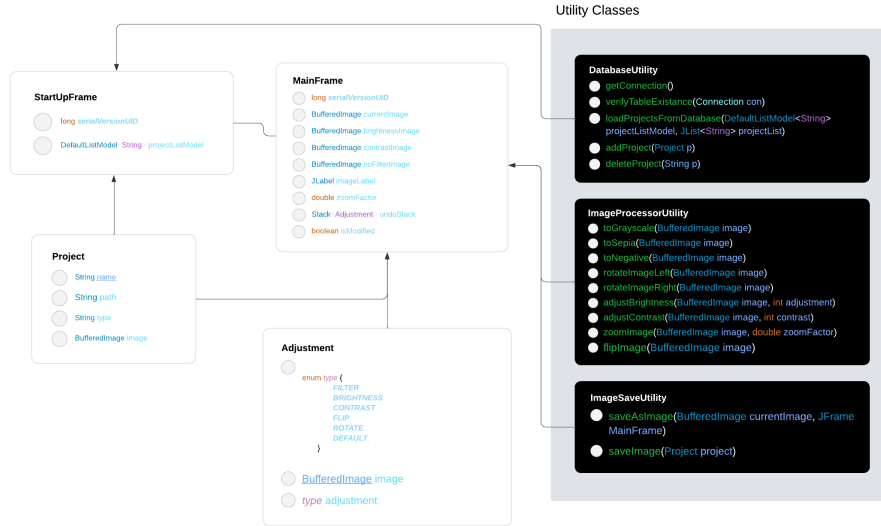 Utility Classes
StartUpFrame
long serialVersionUID
DefaultListModel<String> projectListModel
MainFrame
long serialVersionUID
BufferedImage currentImage
BufferedImage brightnessImage
BufferedImage contrastImage
BufferedImage noFilterImage
JLabel imageLabel
double zoomFactor
Stack<Adjustment> undoStack
boolean isModified
Project
String name
String path
String type
BufferedImage image
Adjustment
enum type {
FILTER,
BRIGHTNESS,
CONTRAST,
FLIP,
ROTATE,
DEFAULT,
}
BufferedImage image
type adjustment;
DatabaseUtility
getConnection()
verifyTableExistance(Connection con)
loadProjectsFromDatabase(DefaultListModel<String>
projectListModel, JList<String> projectList)
addProject(Project p)
deleteProject(String p)
ImageProcessorUtility
toGrayscale(BufferedImage image)
toSepia(BufferedImage image)
toNegative(BufferedImage image)
rotateImageLeft(BufferedImage image)
rotateImageRight(BufferedImage image)
adjustBrightness(BufferedImage image, int adjustment)
adjustContrast(BufferedImage image, int contrast)
zoomImage(BufferedImage image, double zoomFactor)
flipImage(BufferedImage image)
ImageSaveUtility
saveAsImage(BufferedImage currentImage, JFrame
MainFrame)
saveImage(Project project)